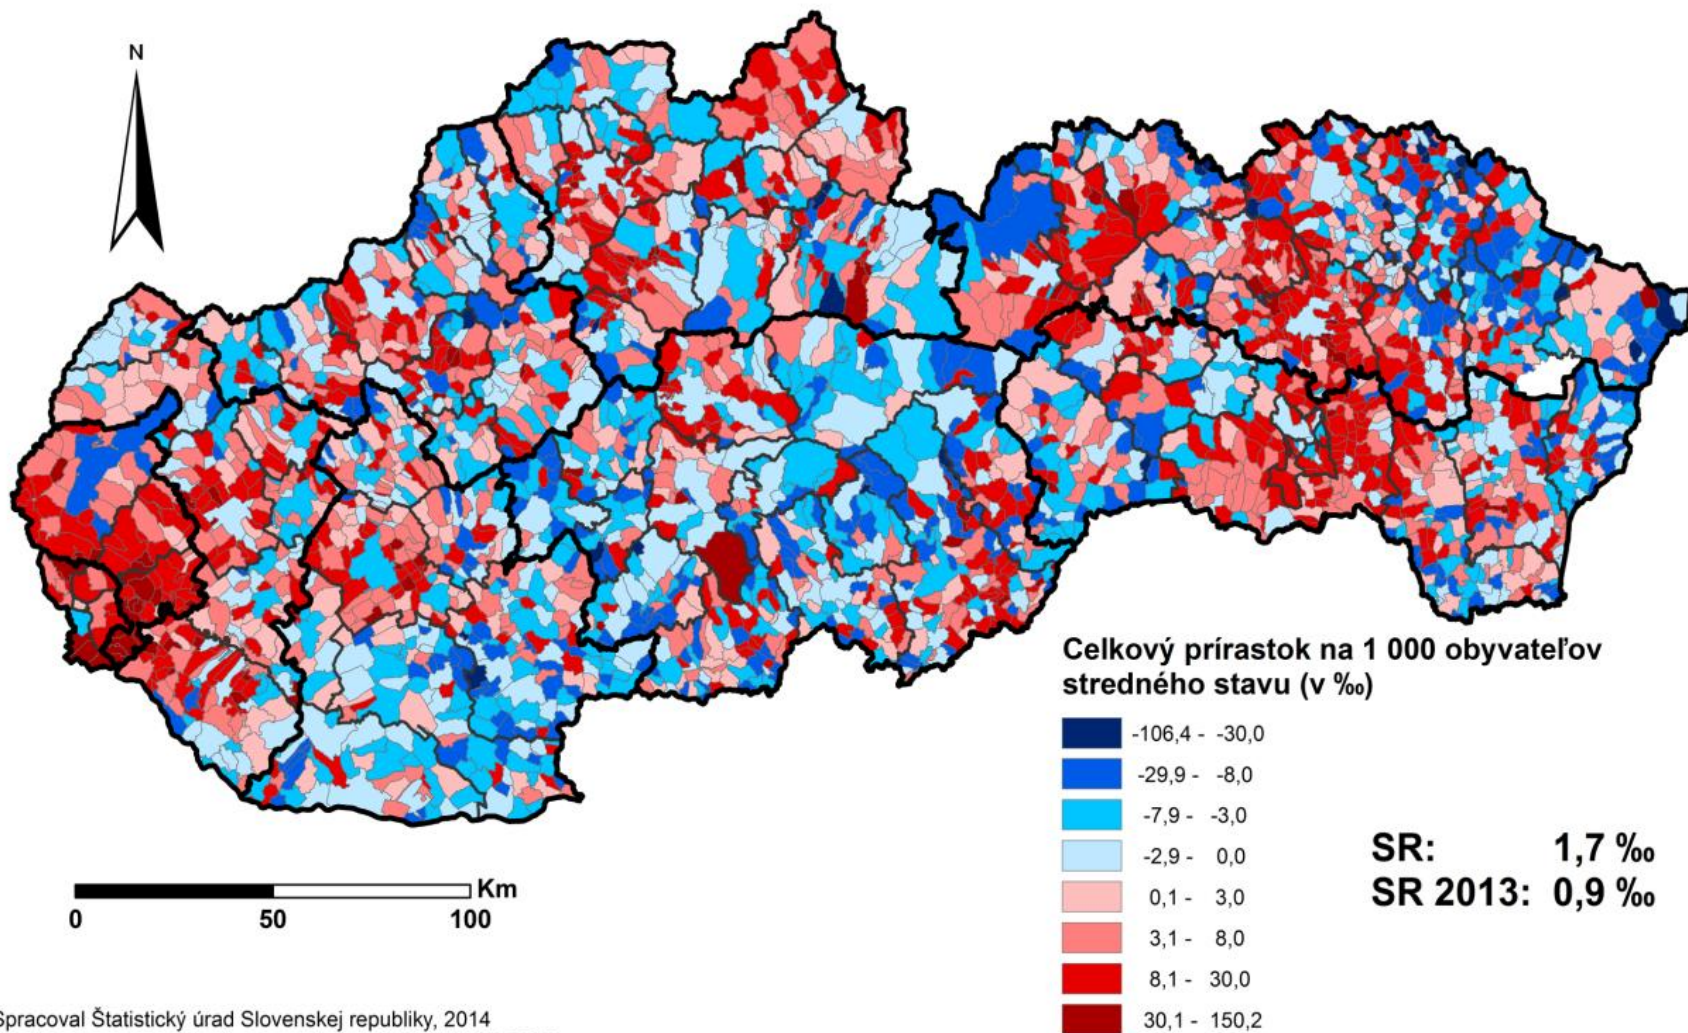 N
Celkový prírastok na 1 000 obyvateľov
stredného stavu (v ‰)
-106,4 - -30,0
-29,9 - -8,0
-7,9 - -3,0
-2,9 - 0,0
0,1 - 3,0
3,1 - 8,0
8,1 - 30,0
30,1 - 150,2
SR: 1,7 ‰
SR 2013: 0,9 ‰
Km
0 50 100
Spracoval Štatistický úrad Slovenskej republiky, 2014